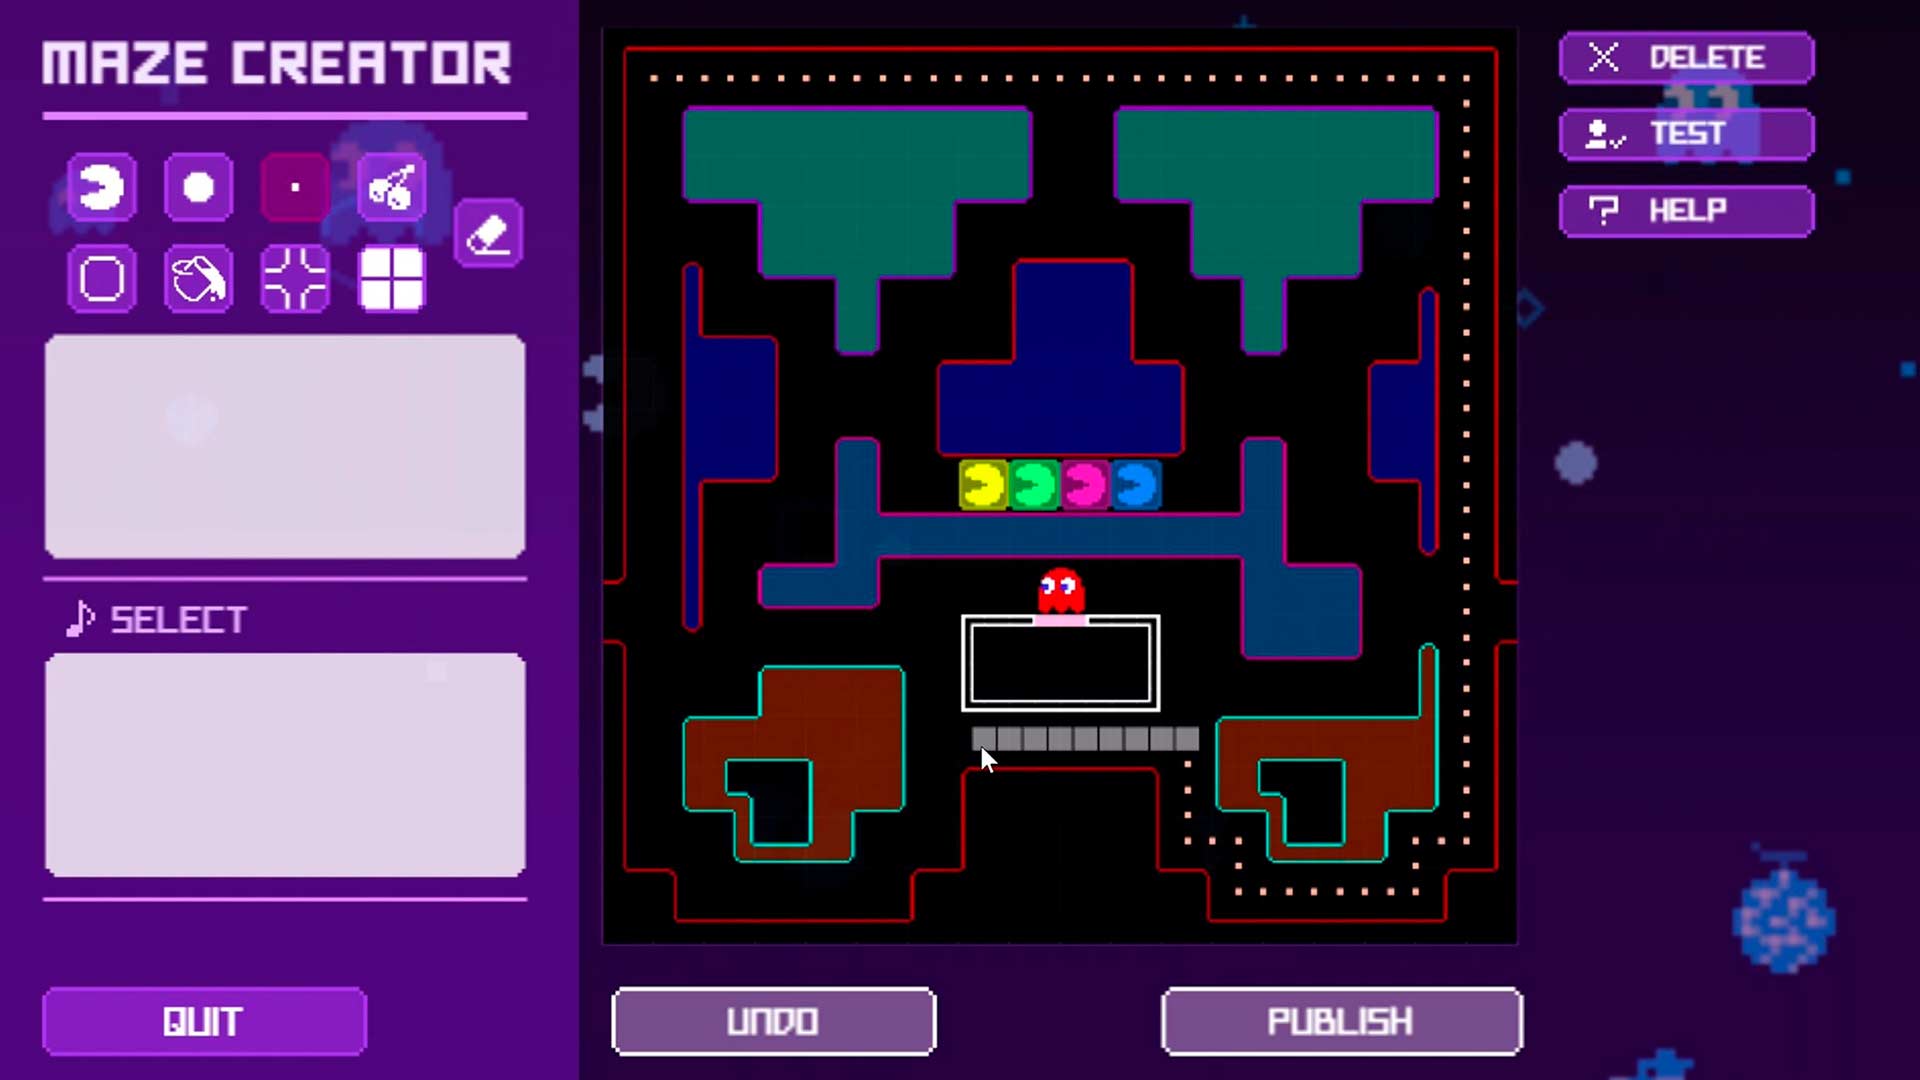 MAZE CREATOR
DELETE
TEST
HELP
SELECT
QUIT
UNDO
PUBLISH